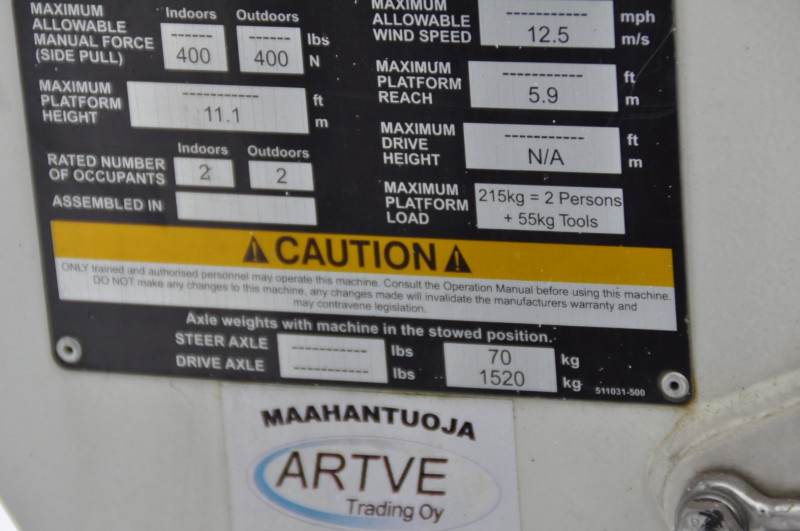 MAXIMUM ALLOWABLE MANUAL FORCE (SIDE PULL)
Indoors Outdoors
------ ------ lbs
400 400 N
MAXIMUM PLATFORM HEIGHT
----------- ft
11.1 m
RATED NUMBER OF OCCUPANTS
Indoors Outdoors
2 2
ASSEMBLED IN
MAXIMUM ALLOWABLE WIND SPEED
----------- mph
12.5 m/s
MAXIMUM PLATFORM REACH
----------- ft
5.9 m
MAXIMUM DRIVE HEIGHT
----------- ft
N/A m
MAXIMUM PLATFORM LOAD
215kg = 2 Persons
+ 55kg Tools
CAUTION
ONLY trained and authorised personnel may operate this machine. Consult the Operation Manual before using this machine.
DO NOT make any changes to this machine, any changes made will invalidate the manufacturers warranty and
may contravene legislation.
Axle weights with machine in the stowed position.
STEER AXLE ----------- lbs 70 kg
DRIVE AXLE ----------- lbs 1520 kg
511031-500
MAAHANTUOJA
ARTVE
Trading Oy